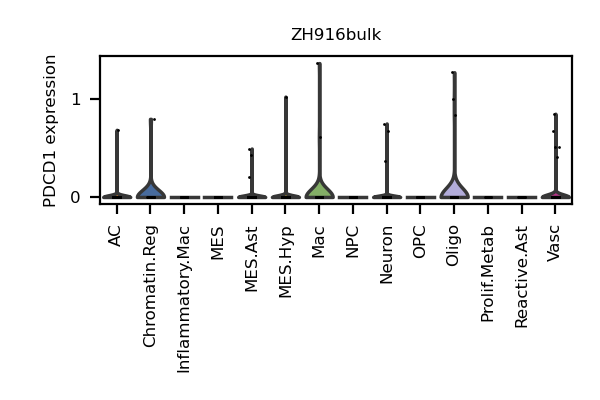 ZH916bulk
PDCD1 expression
1
0
AC
Chromatin.Reg
Inflammatory.Mac
MES
MES.Ast
MES.Hyp
Mac
NPC
Neuron
OPC
Oligo
Prolif.Metab
Reactive.Ast
Vasc